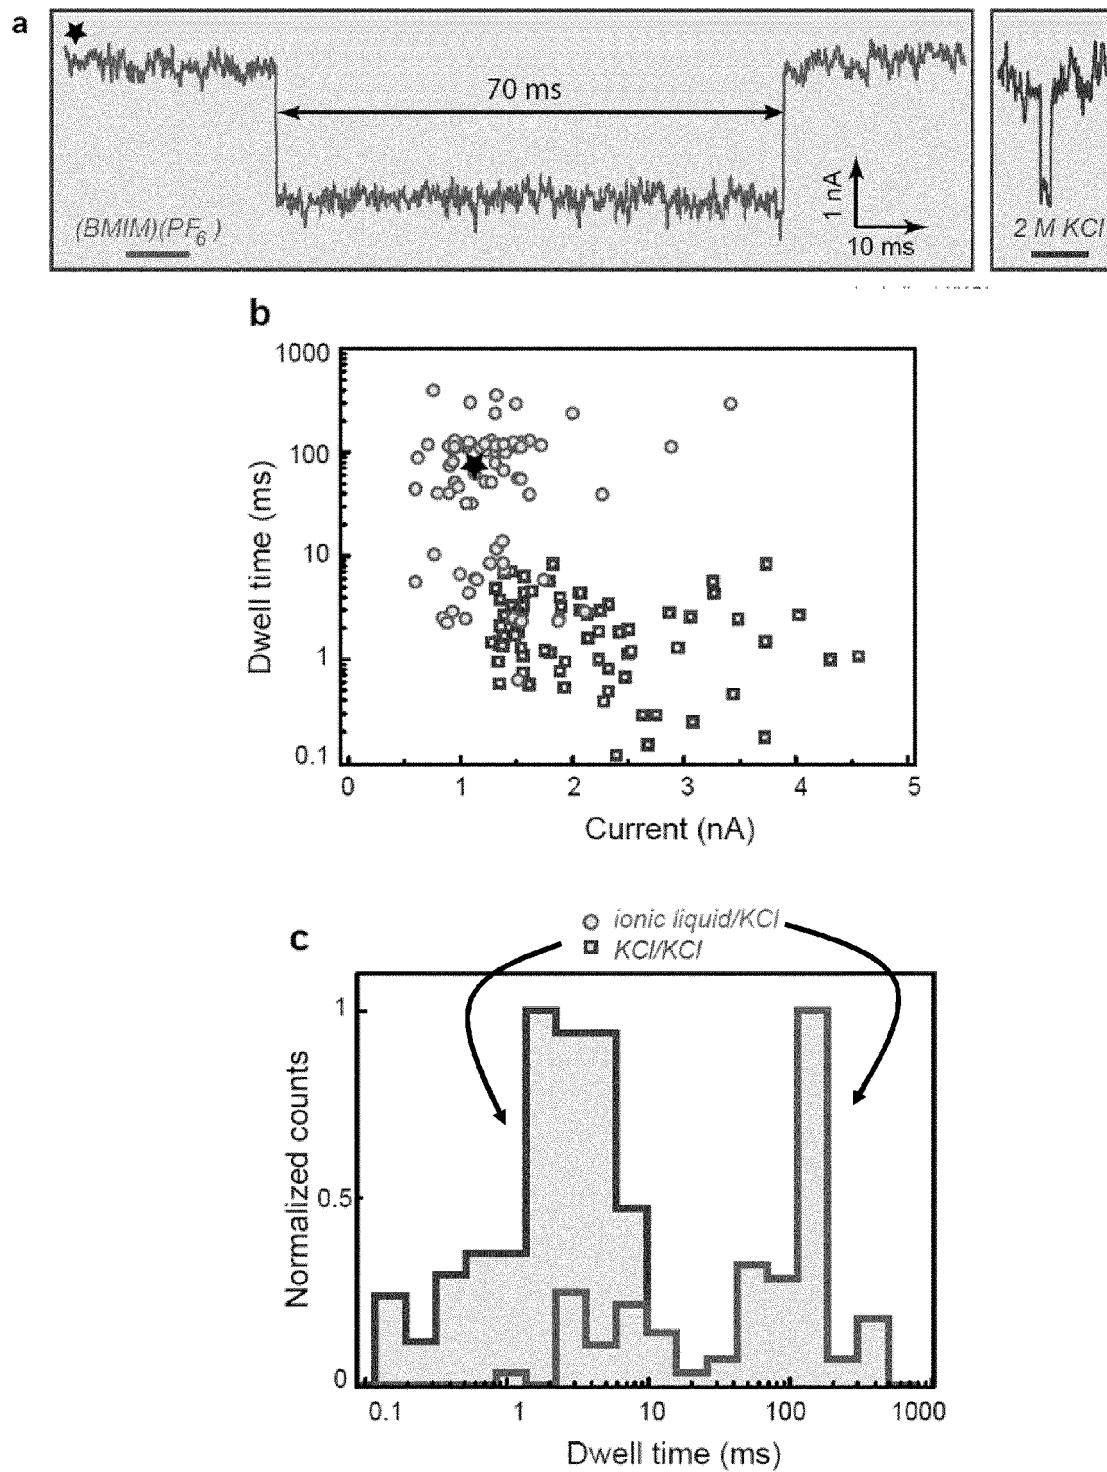 a
70 ms
(BMIM)(PF6)
1 nA
10 ms
2 M KCl
b
1000
100
10
1
0.1
0
1
2
3
4
5
Dwell time (ms)
Current (nA)
c
ionic liquid/KCl
KCl/KCl
1
0.5
0
Normalized counts
0.1
1
10
100
1000
Dwell time (ms)